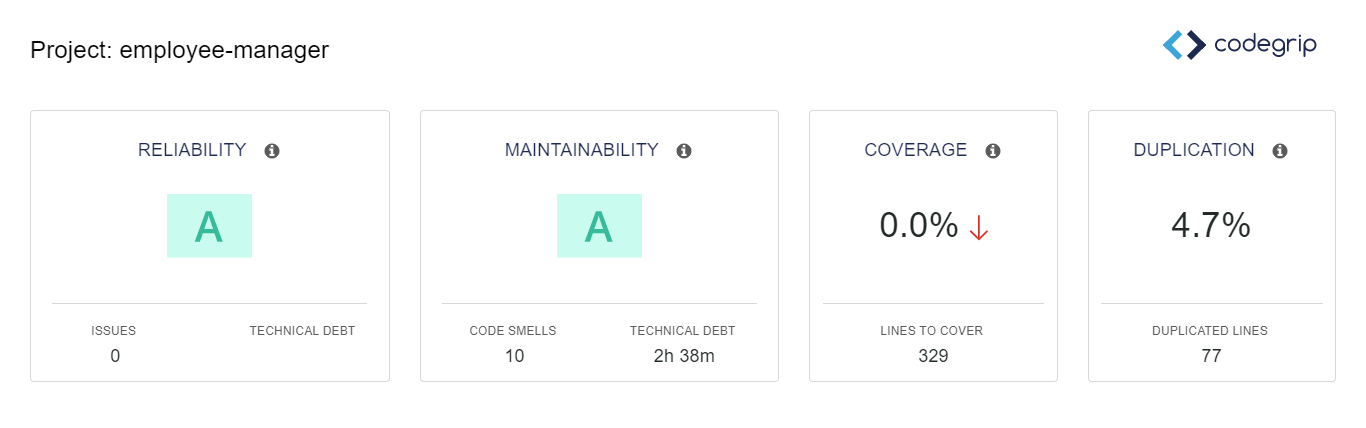 Project: employee-manager
codegrip
RELIABILITY
A
ISSUES
0
TECHNICAL DEBT
MAINTAINABILITY
A
CODE SMELLS
10
TECHNICAL DEBT
2h 38m
COVERAGE
0.0%
LINES TO COVER
329
DUPLICATION
4.7%
DUPLICATED LINES
77